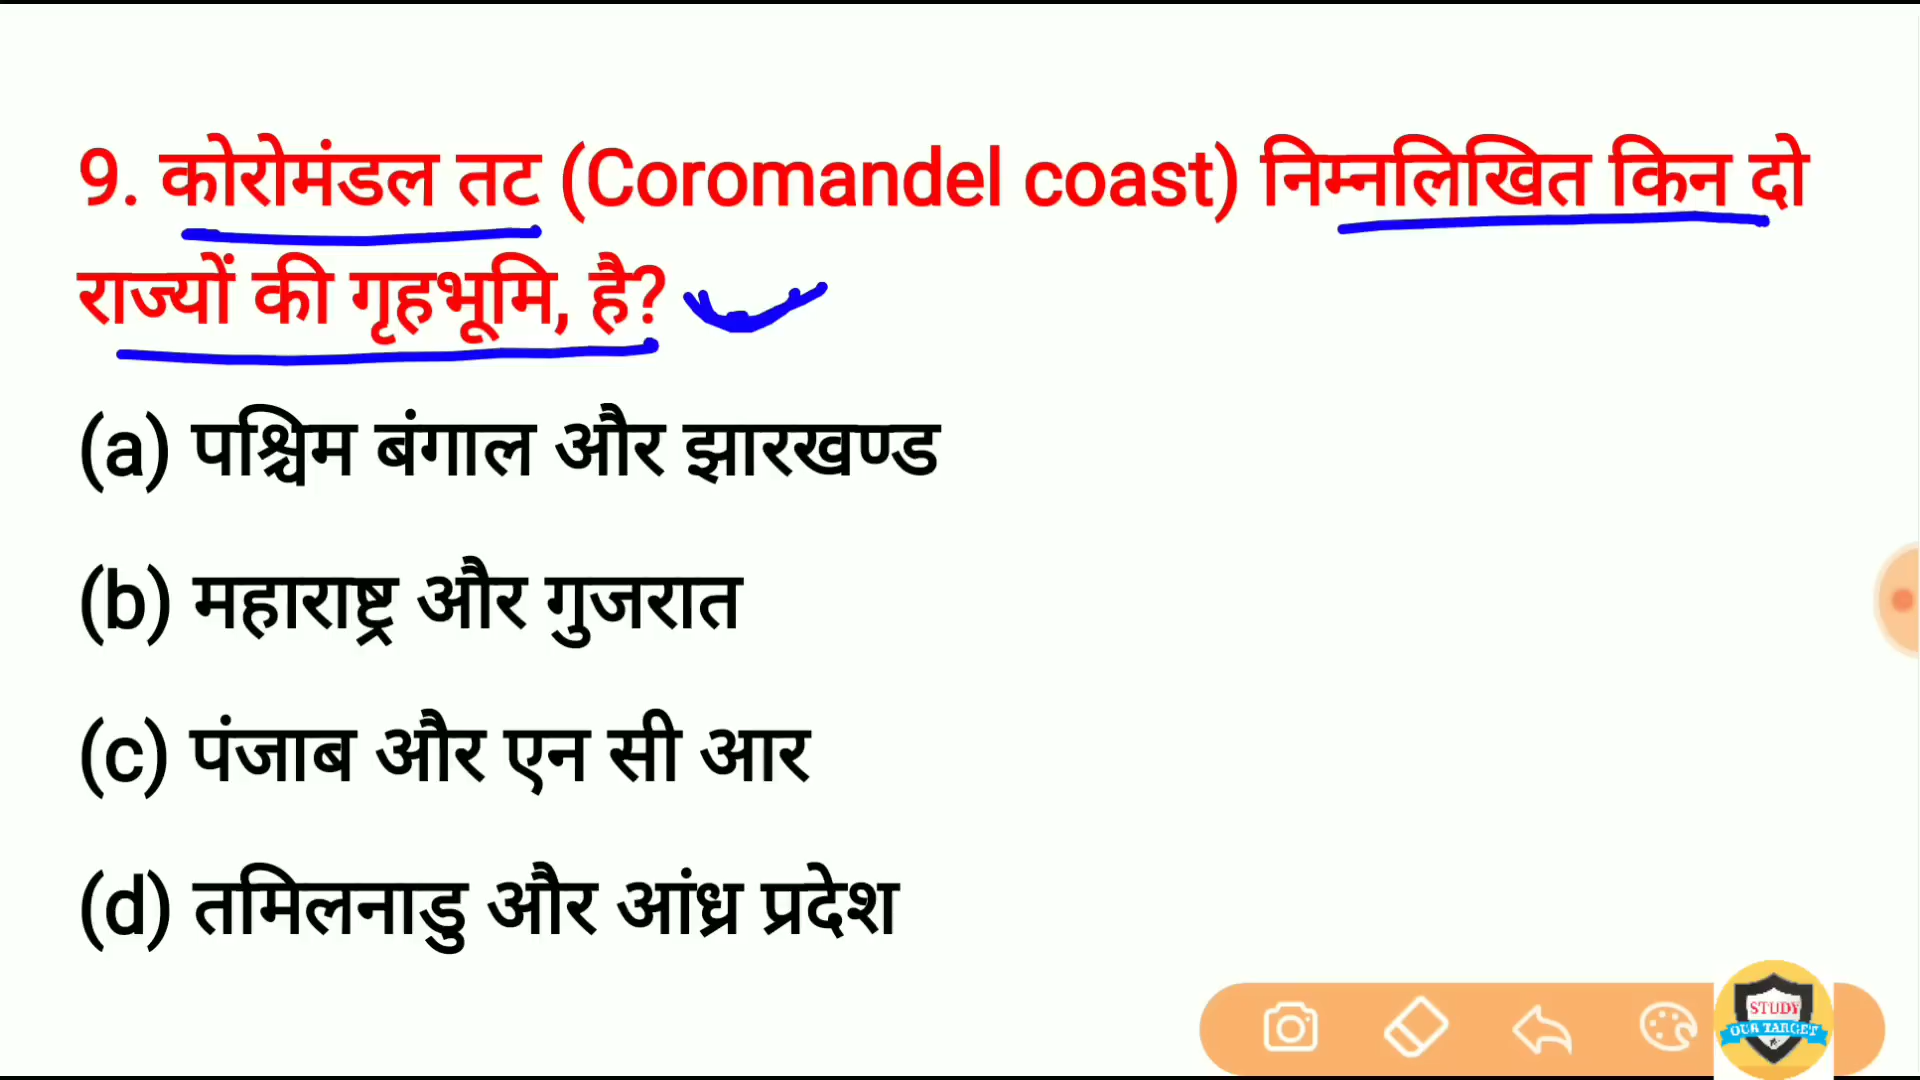 9. कोरोमंडल तट (Coromandel coast) निम्नलिखित किन दो
राज्यों की गृहभूमि, है?
(a) पश्चिम बंगाल और झारखण्ड
(b) महाराष्ट्र और गुजरात
(c) पंजाब और एन सी आर
(d) तमिलनाडु और आंध्र प्रदेश
STUDY
OUR TARGET